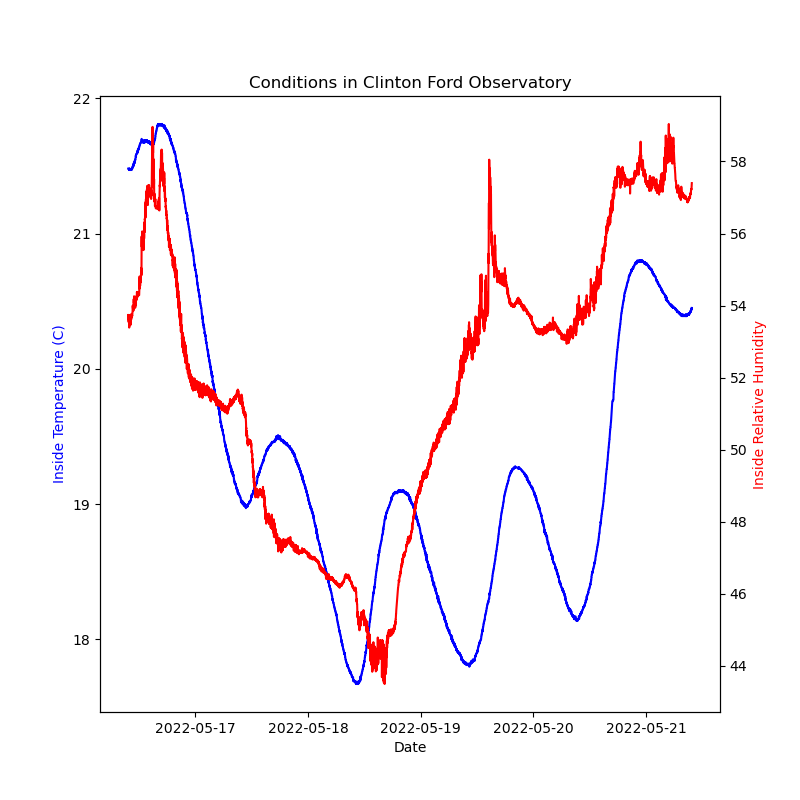 Conditions in Clinton Ford Observatory
22
21
20
19
18
Inside Temperature (C)
58
56
54
52
50
48
46
44
Inside Relative Humidity
2022-05-17 2022-05-18 2022-05-19 2022-05-20 2022-05-21
Date